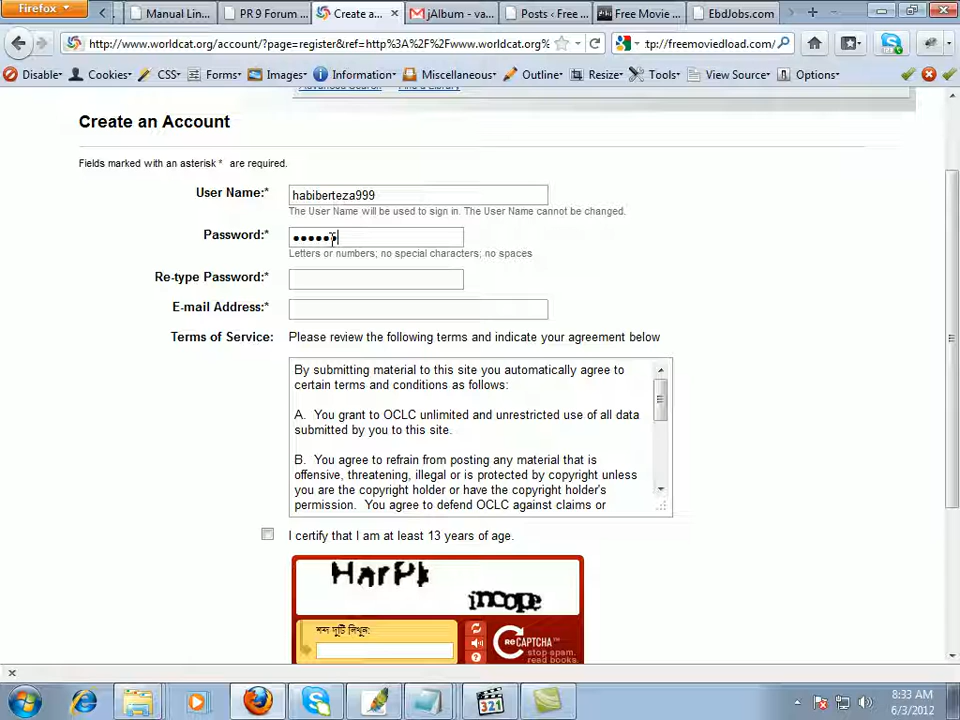 Firefox
Manual Lin...
PR 9 Forum ...
Create a...
jAlbum - va...
Posts ‹ Free ...
Free Movie ...
EbdJobs.com
http://www.worldcat.org/account/?page=register&ref=http%3A%2F%2Fwww.worldcat.org%
tp://freemoviedload.com/
Disable
Cookies
CSS
Forms
Images
Information
Miscellaneous
Outline
Resize
Tools
View Source
Options
Advanced Search Find a Library
Create an Account
Fields marked with an asterisk * are required.
User Name:* habiberteza999
The User Name will be used to sign in. The User Name cannot be changed.
Password:*
Letters or numbers; no special characters; no spaces
Re-type Password:*
E-mail Address:*
Terms of Service: Please review the following terms and indicate your agreement below
By submitting material to this site you automatically agree to
certain terms and conditions as follows:
A. You grant to OCLC unlimited and unrestricted use of all data
submitted by you to this site.
B. You agree to refrain from posting any material that is
offensive, threatening, illegal or is protected by copyright unless
you are the copyright holder or have the copyright holder's
permission. You agree to defend OCLC against claims or
I certify that I am at least 13 years of age.
শব্দ দুটি লিখুন:
reCAPTCHA™
stop spam.
read books.
321
8:33 AM
6/3/2012